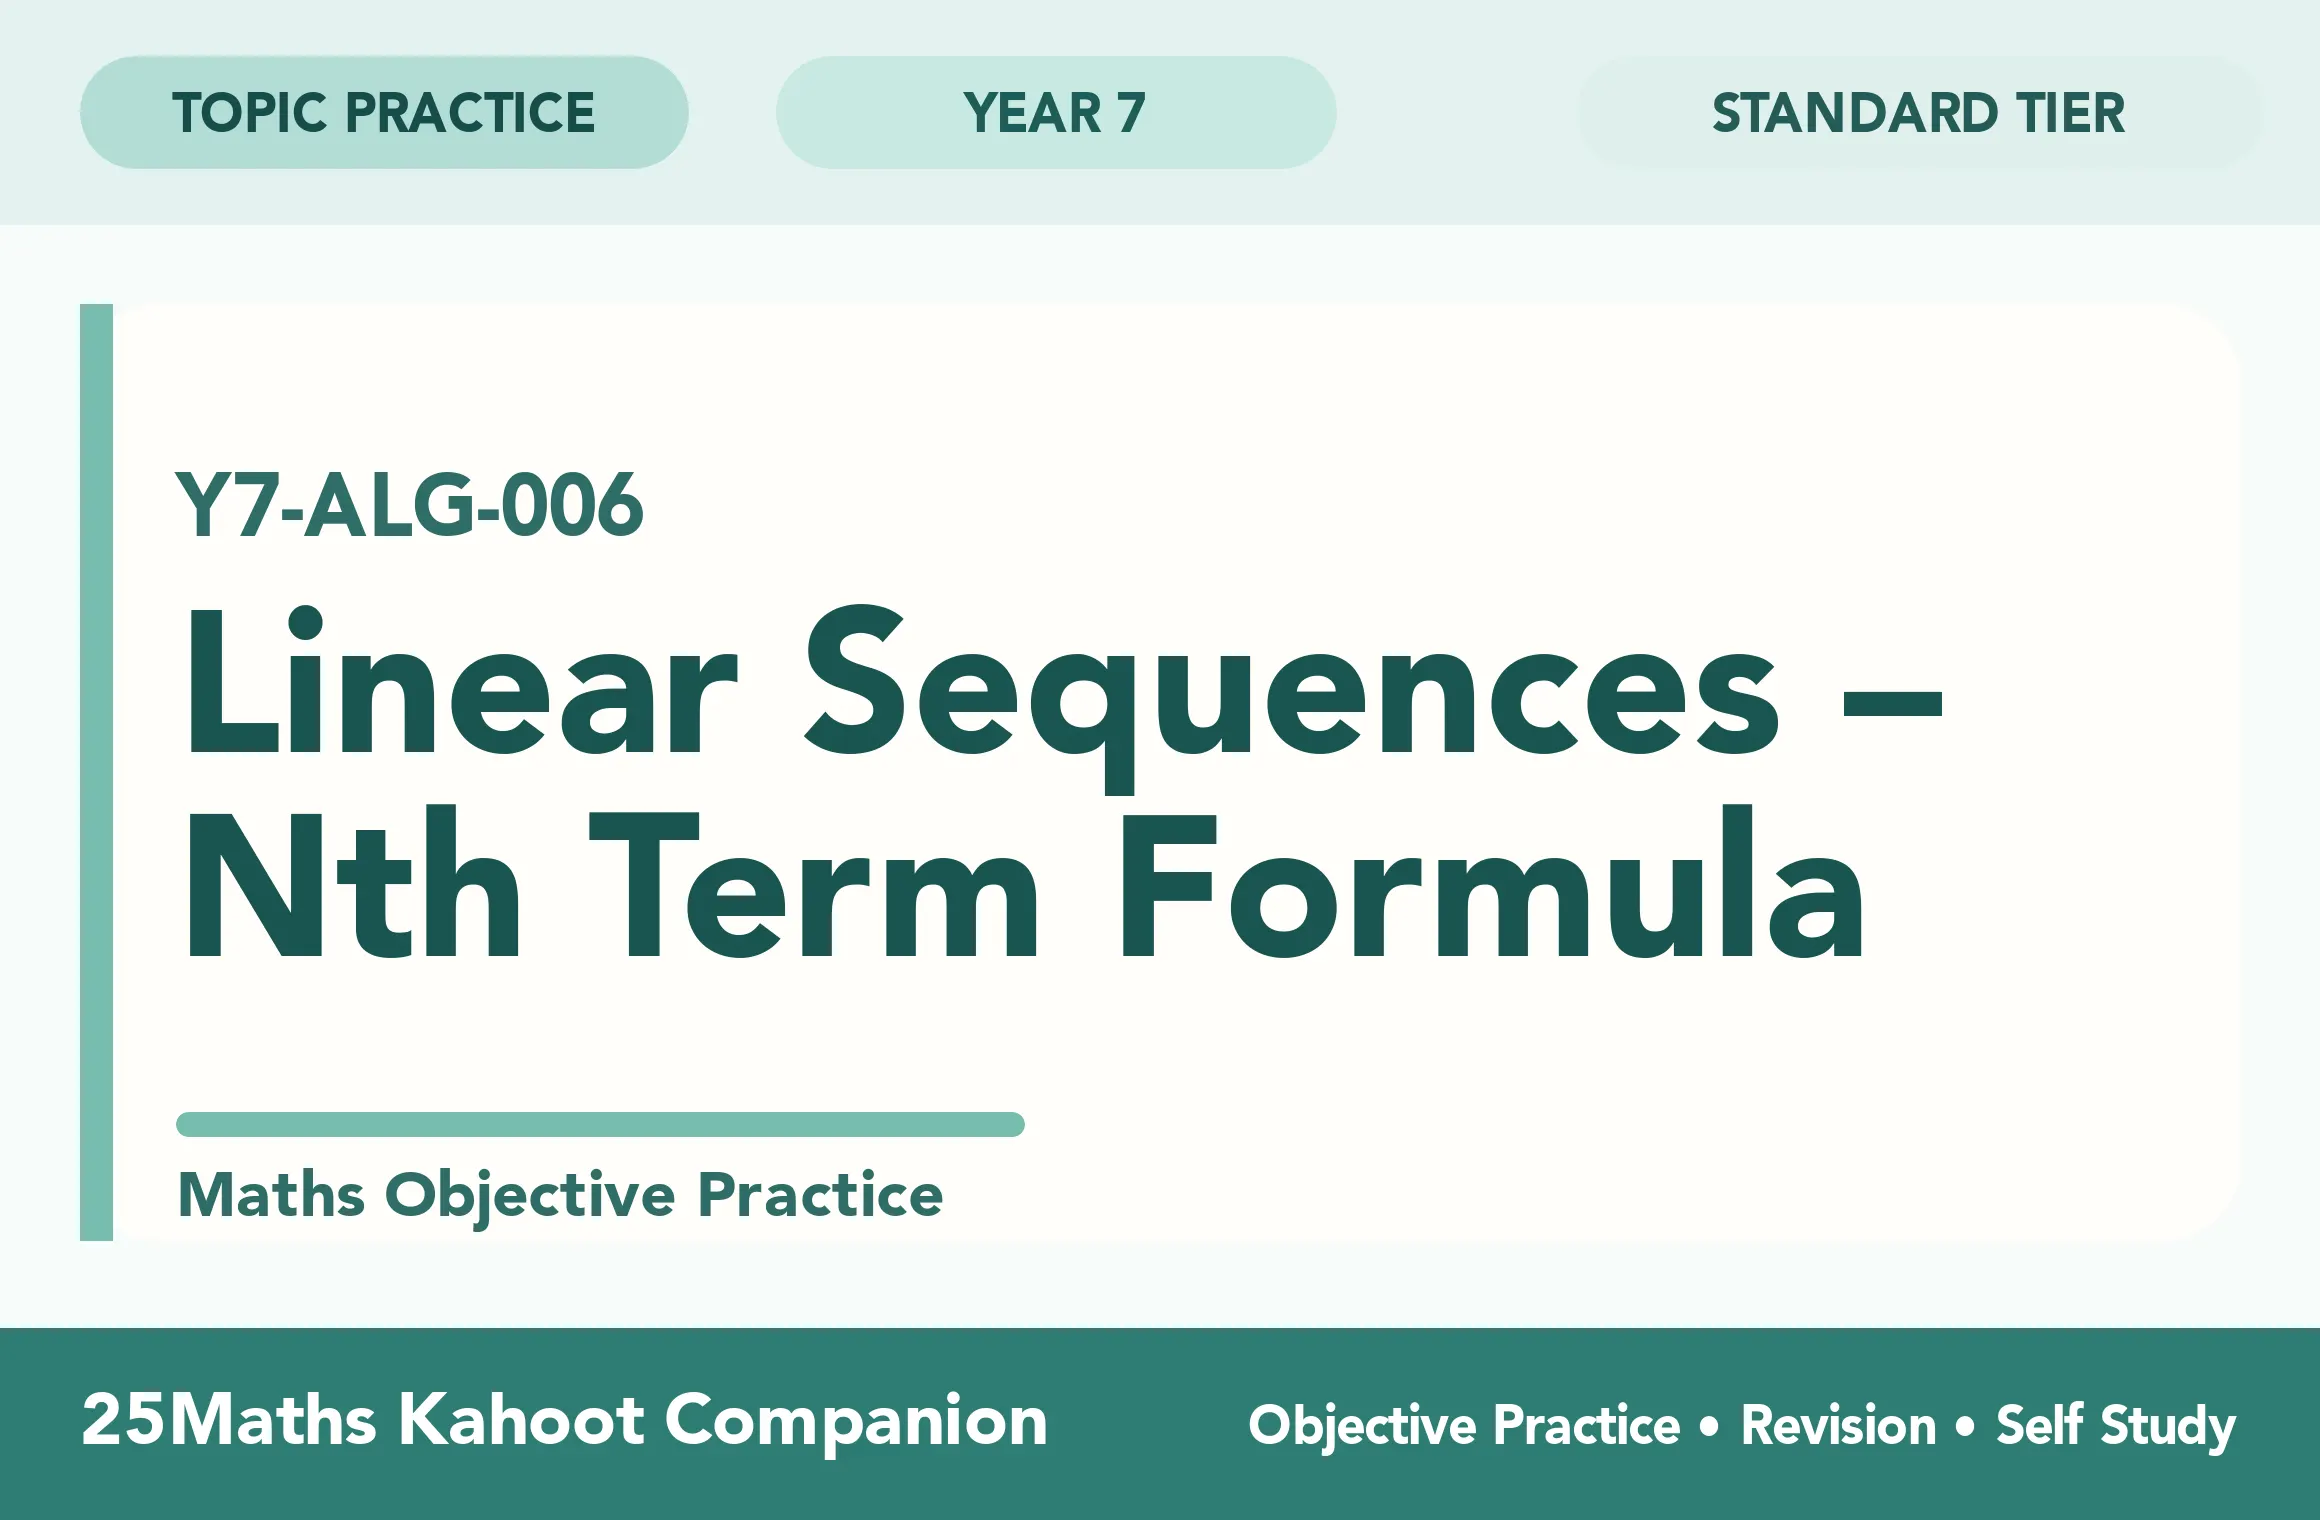 TOPIC PRACTICE
YEAR 7
STANDARD TIER
Y7-ALG-006
Linear Sequences –
Nth Term Formula
Maths Objective Practice
25Maths Kahoot Companion
Objective Practice • Revision • Self Study